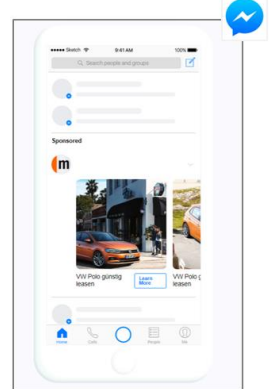 Sketch 9:41 AM 100%
Search people and groups
Sponsored
m
VW Polo günstig leasen
Learn More
VW Polo g
leasen
Home Calls People Me